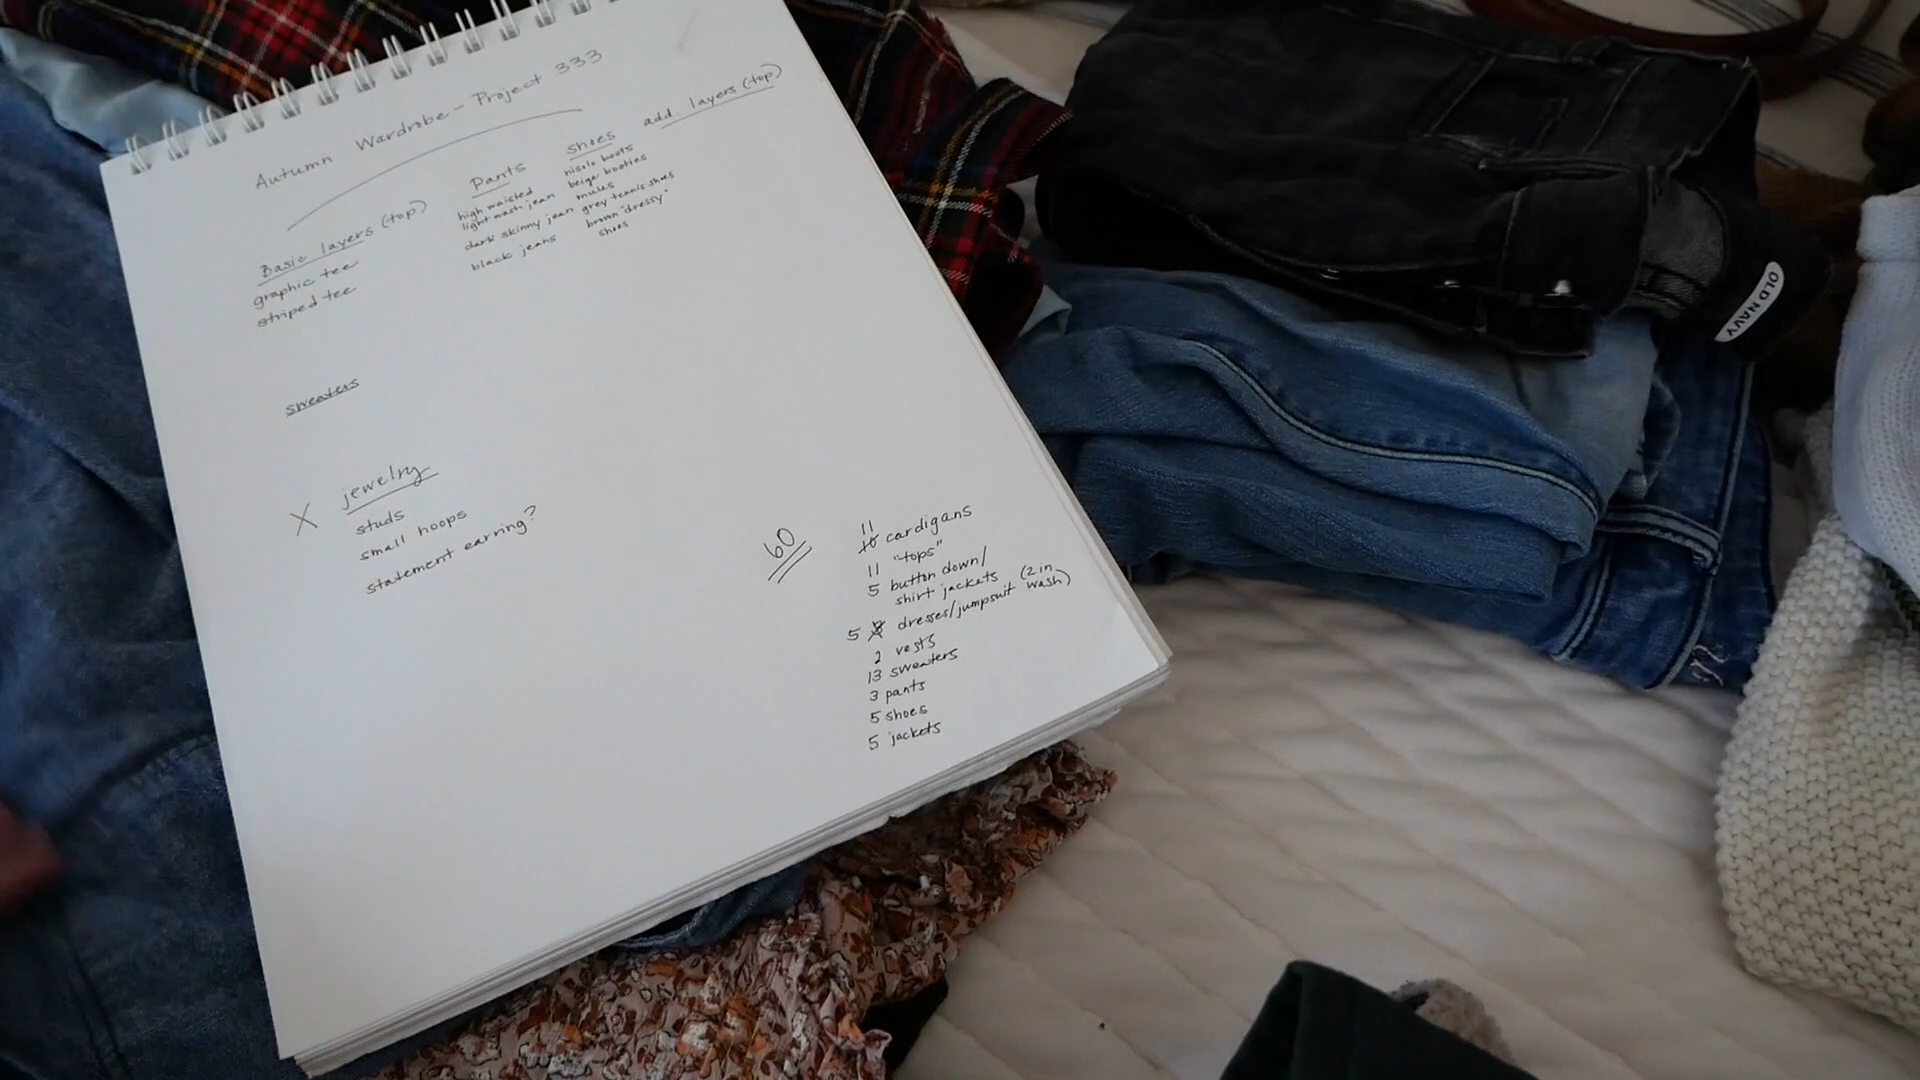 Autumn Wardrobe - Project 333
Basic layers (top)
graphic tee
striped tee
pants
high waisted
light wash jean
dark skinny jean
black jeans
shoes
nisolo boots
beige booties
mules
grey tennis shoes
brown "dressy"
shoes
add. layers (top)
sweaters
X jewelry
studs
small hoops
statement earring?
60
11
10 cardigans
11 "tops"
5 button down/
shirt jackets (2 in
wash)
5 8 dresses/jumpsuit
2 vests
13 sweaters
3 pants
5 shoes
5 jackets
OLD NAVY